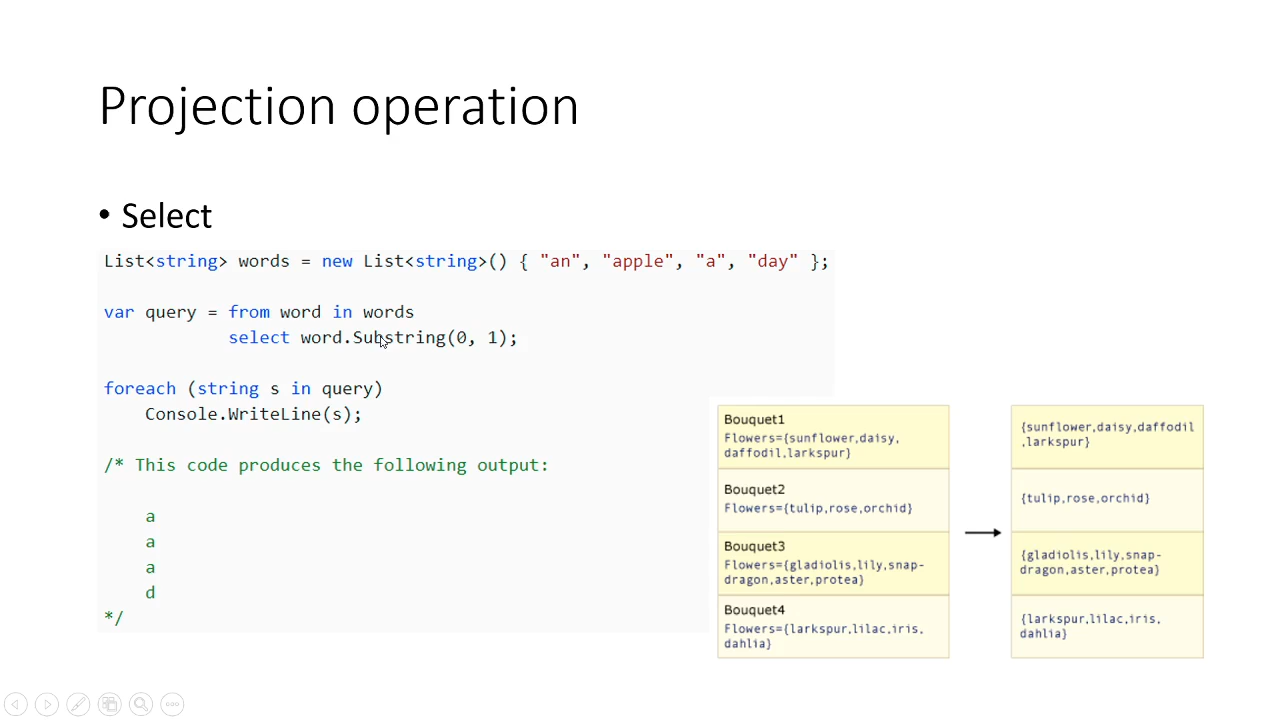 Projection operation
• Select
List<string> words = new List<string>() { "an", "apple", "a", "day" };
var query = from word in words
select word.Substring(0, 1);
foreach (string s in query)
Console.WriteLine(s);
/* This code produces the following output:
a
a
a
d
*/
Bouquet1
Flowers={sunflower,daisy,
daffodil,larkspur}
Bouquet2
Flowers={tulip,rose,orchid}
Bouquet3
Flowers={gladiolis,lily,snap-
dragon,aster,protea}
Bouquet4
Flowers={larkspur,lilac,iris,
dahlia}
{sunflower,daisy,daffodil
,larkspur}
{tulip,rose,orchid}
{gladiolis,lily,snap-
dragon,aster,protea}
{larkspur,lilac,iris,
dahlia}